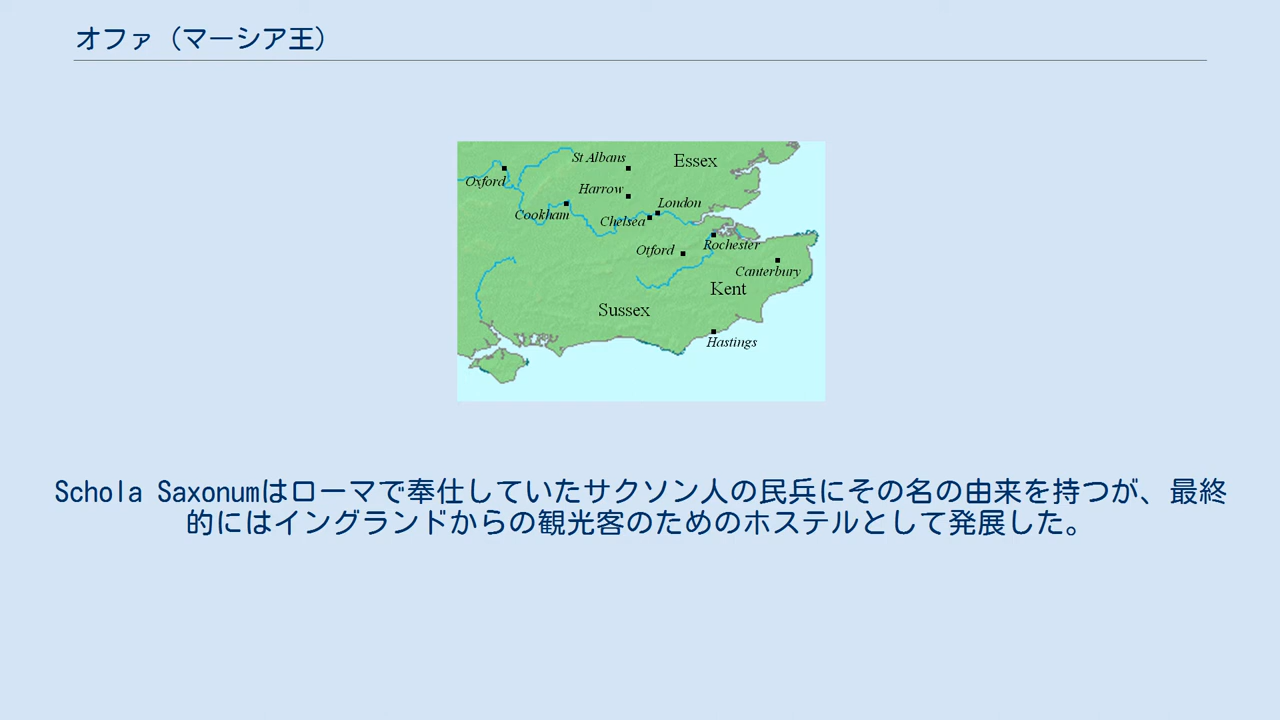 オファ（マーシア王）
St Albans
Essex
Oxford
Harrow
London
Cookham
Chelsea
Rochester
Otford
Canterbury
Kent
Sussex
Hastings
Schola Saxonumはローマで奉仕していたサクソン人の民兵にその名の由来を持つが、最終
的にはイングランドからの観光客のためのホステルとして発展した。